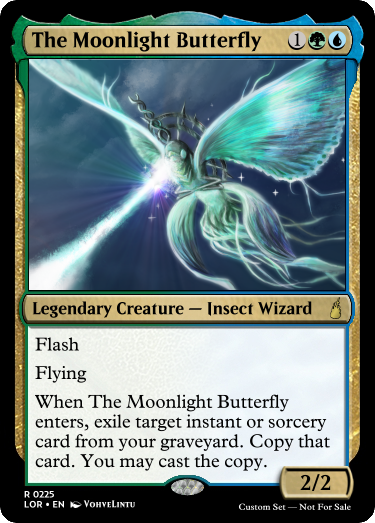 The Moonlight Butterfly 1
Legendary Creature — Insect Wizard
Flash
Flying
When The Moonlight Butterfly
enters, exile target instant or sorcery
card from your graveyard. Copy that
card. You may cast the copy.
2/2
R 0225
LOR • EN VohveLintu
Custom Set — Not For Sale